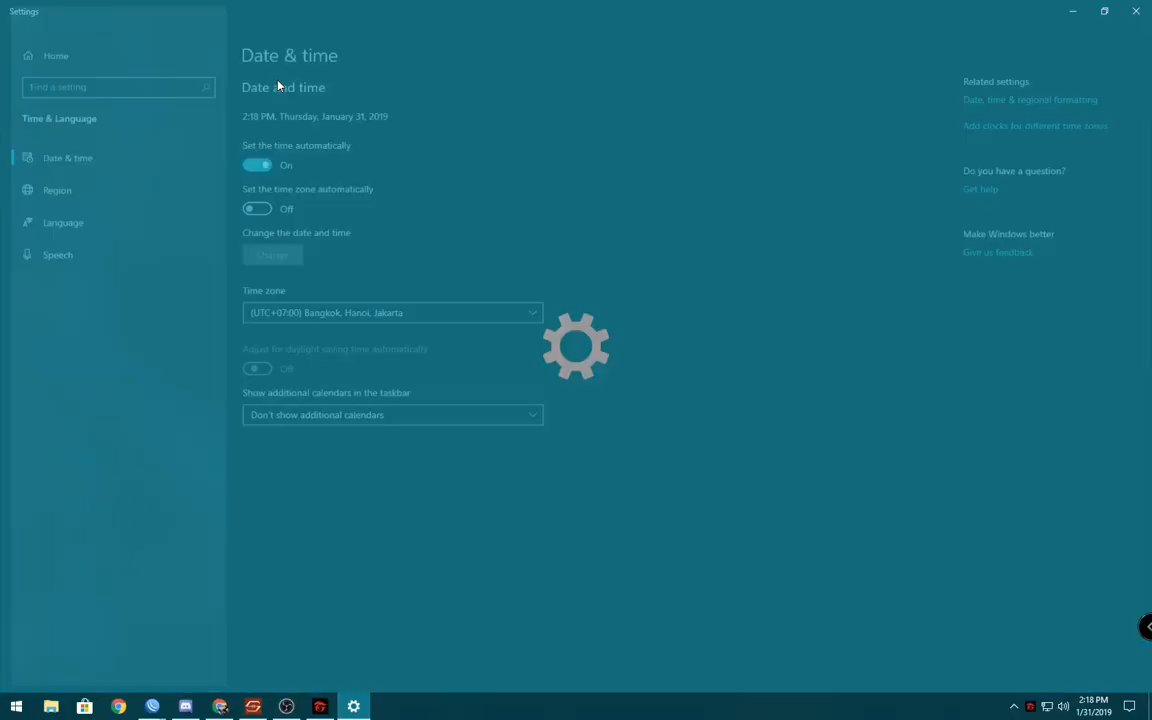 Settings
Home
Find a setting
Time & Language
Date & time
Region
Language
Speech
Date & time
Date and time
2:18 PM, Thursday, January 31, 2019
Set the time automatically
On
Set the time zone automatically
Off
Change the date and time
Change
Time zone
(UTC+07:00) Bangkok, Hanoi, Jakarta
Adjust for daylight saving time automatically
Off
Show additional calendars in the taskbar
Don't show additional calendars
Related settings
Date, time & regional formatting
Add clocks for different time zones
Do you have a question?
Get help
Make Windows better
Give us feedback
2:18 PM
1/31/2019